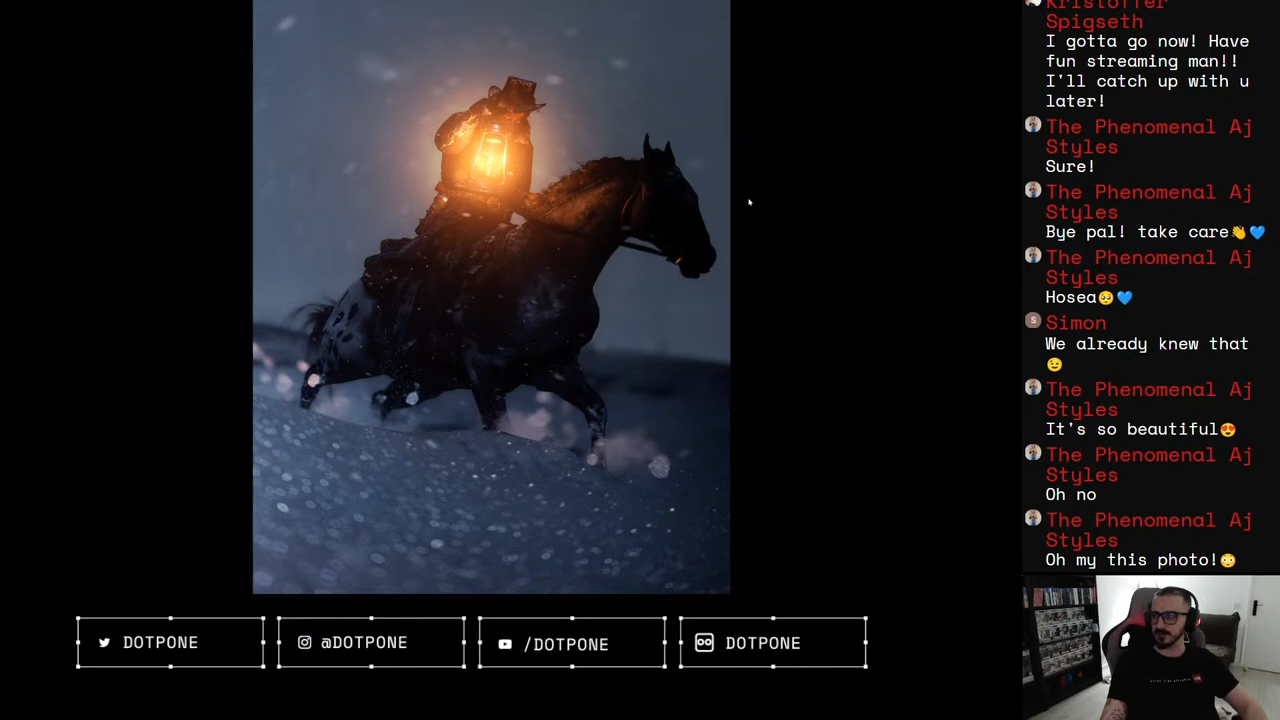 Kristoffer
Spigseth
I gotta go now! Have
fun streaming man!!
I'll catch up with u
later!
The Phenomenal Aj
Styles
Sure!
The Phenomenal Aj
Styles
Bye pal! take care👋💙
The Phenomenal Aj
Styles
Hosea🥺💙
S Simon
We already knew that
😉
The Phenomenal Aj
Styles
It's so beautiful😍
The Phenomenal Aj
Styles
Oh no
The Phenomenal Aj
Styles
Oh my this photo!😳
DOTPONE
@DOTPONE
/DOTPONE
DOTPONE